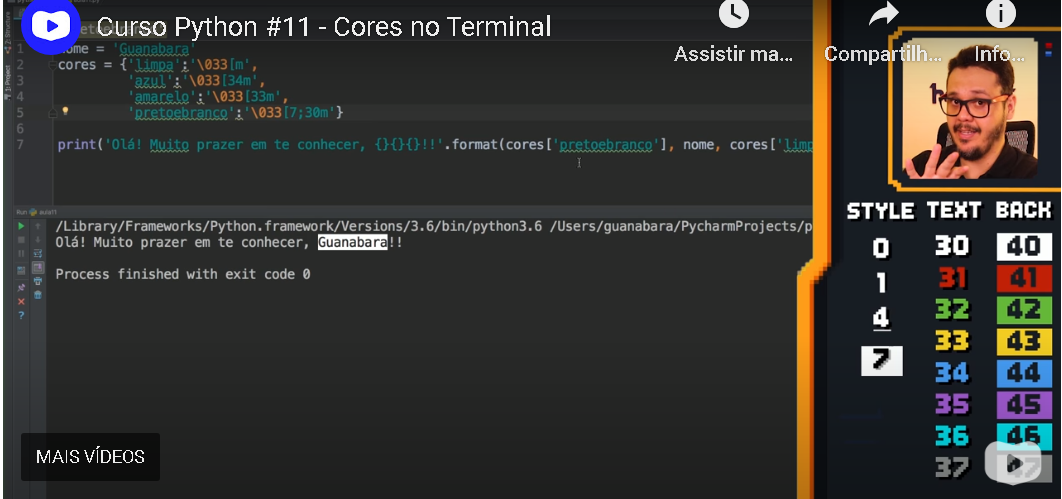 Curso Python #11 - Cores no Terminal
Assistir ma...
Compartilh...
Info...
1 nome = 'Guanabara'
2 cores = {'limpa':'\033[m',
3 'azul':'\033[34m',
4 'amarelo':'\033[33m',
5 'pretoebranco':'\033[7;30m'}
6
7 print('Olá! Muito prazer em te conhecer, {}{}{}!!'.format(cores['pretoebranco'], nome, cores['limp
Run aula11
/Library/Frameworks/Python.framework/Versions/3.6/bin/python3.6 /Users/guanabara/PycharmProjects/p
Olá! Muito prazer em te conhecer, Guanabara!!
Process finished with exit code 0
MAIS VÍDEOS
STYLE TEXT BACK
0 30 40
1 31 41
4 32 42
7 33 43
34 44
35 45
36 46
37